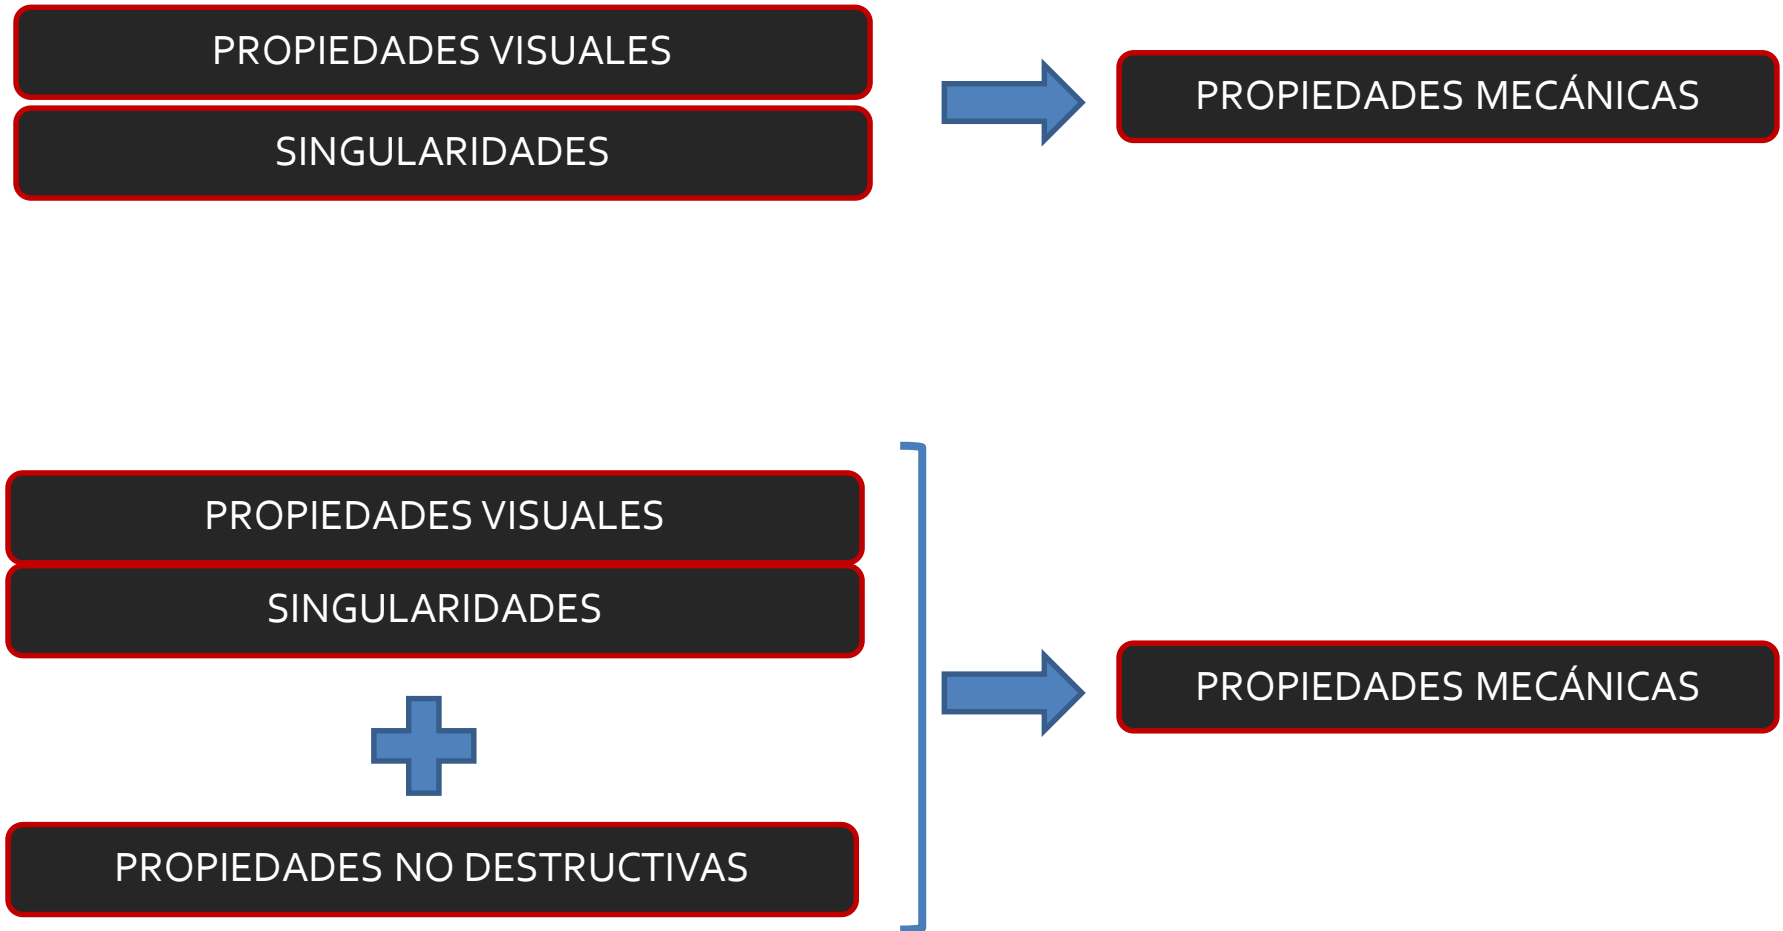 PROPIEDADES VISUALES
SINGULARIDADES
PROPIEDADES MECÁNICAS
PROPIEDADES VISUALES
SINGULARIDADES
PROPIEDADES NO DESTRUCTIVAS
PROPIEDADES MECÁNICAS